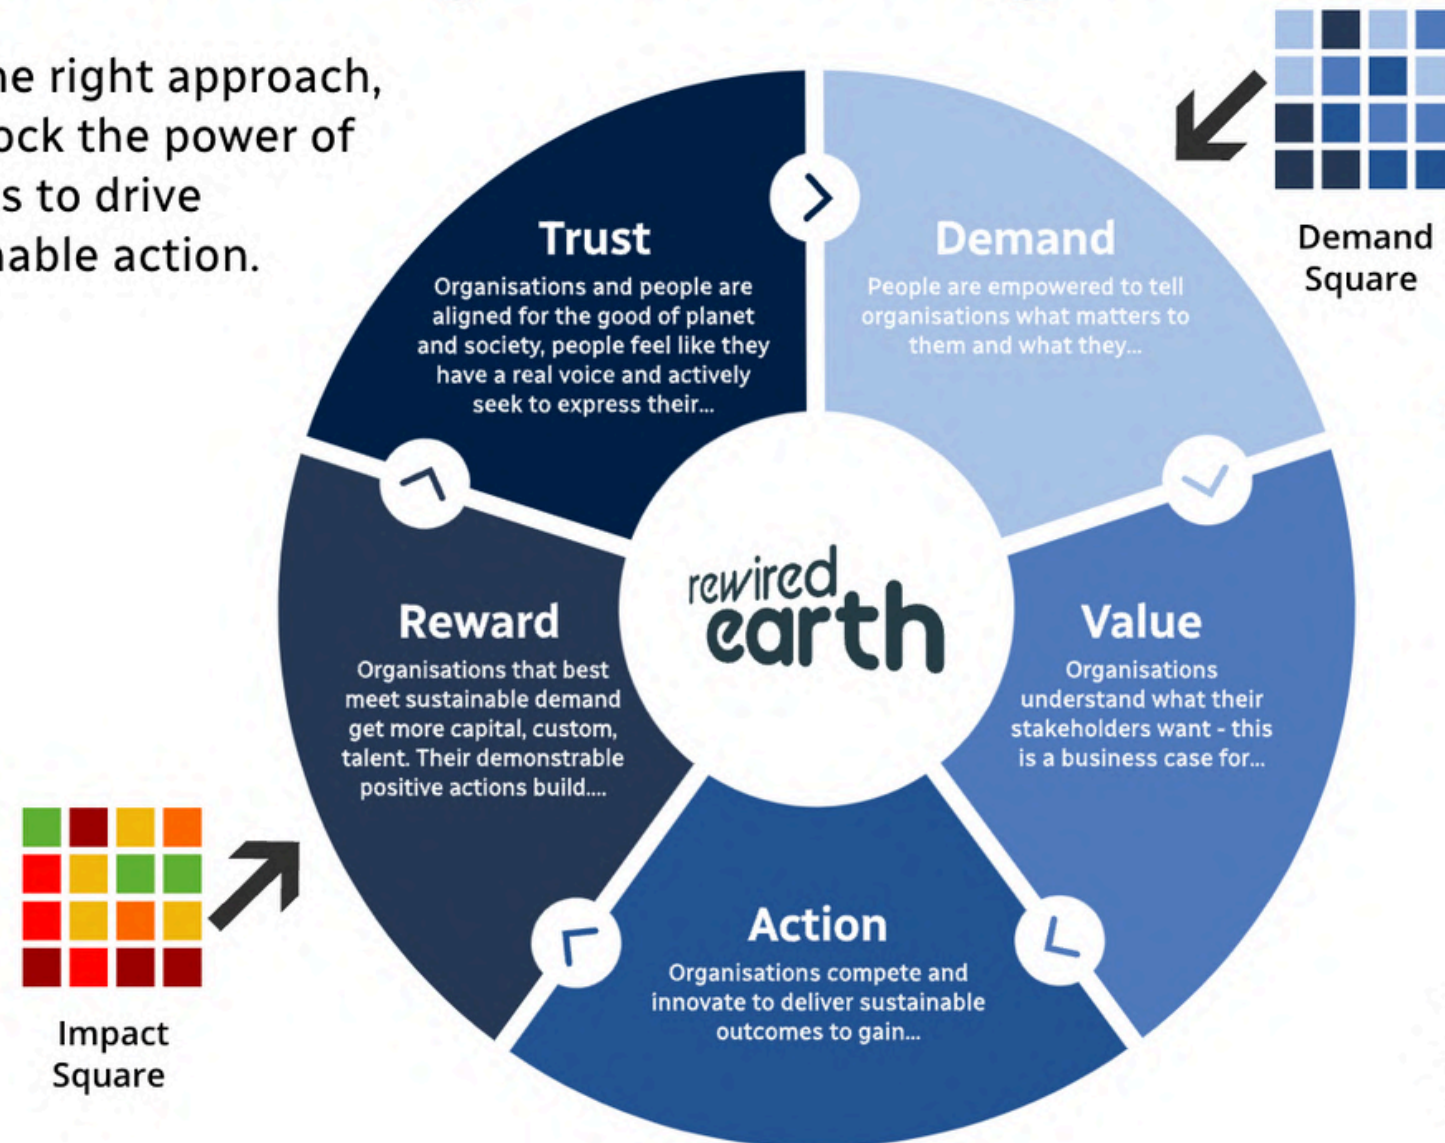 right approach,
the power of
to drive
action.
Demand
Square
Trust
Organisations and people are
aligned for the good of planet
and society, people feel like they
have a real voice and actively
seek to express their...
Demand
People are empowered to tell
organisations what matters to
them and what they...
Value
Organisations
understand what their
stakeholders want - this
is a business case for...
Action
Organisations compete and
innovate to deliver sustainable
outcomes to gain...
Reward
Organisations that best
meet sustainable demand
get more capital, custom,
talent. Their demonstrable
positive actions build....
rewired
earth
Impact
Square